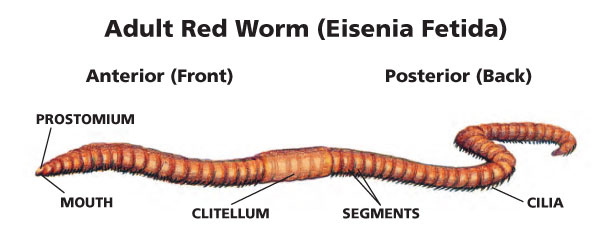 Adult Red Worm (Eisenia Fetida)
Anterior (Front)
Posterior (Back)
PROSTOMIUM
MOUTH
CLITELLUM
SEGMENTS
CILIA